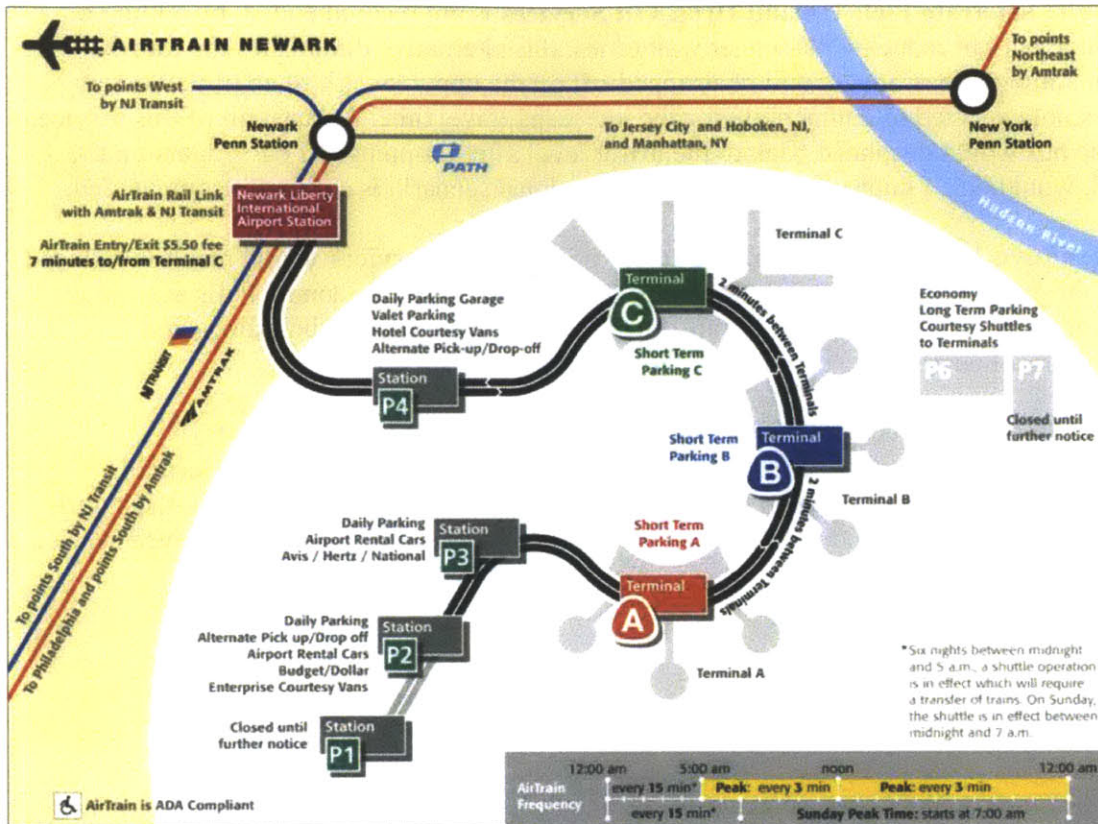 AIRTRAIN NEWARK
To points West
by NJ Transit
Newark
Penn Station
To Jersey City and Hoboken, NJ,
and Manhattan, NY
PATH
To points
Northeast
by Amtrak
New York
Penn Station
Hudson River
AirTrain Rail Link
with Amtrak & NJ Transit
Newark Liberty
International
Airport Station
AirTrain Entry/Exit $5.50 fee
7 minutes to/from Terminal C
NJ TRANSIT
AMTRAK
To points South by NJ Transit
To Philadelphia and points South by Amtrak
Daily Parking Garage
Valet Parking
Hotel Courtesy Vans
Alternate Pick-up/Drop-off
Station
P4
Terminal
C
Short Term
Parking C
Terminal C
2 minutes between Terminals
Economy
Long Term Parking
Courtesy Shuttles
to Terminals
P6
P7
Closed until
further notice
Short Term
Parking B
Terminal
B
Terminal B
2 minutes between Terminals
Daily Parking
Airport Rental Cars
Avis / Hertz / National
Station
P3
Short Term
Parking A
Terminal
A
Terminal A
Daily Parking
Alternate Pick up/Drop off
Airport Rental Cars
Budget/Dollar
Enterprise Courtesy Vans
Station
P2
Closed until
further notice
Station
P1
*Six nights between midnight
and 5 a.m., a shuttle operation
is in effect which will require
a transfer of trains. On Sunday,
the shuttle is in effect between
midnight and 7 a.m.
AirTrain is ADA Compliant
12:00 am 5:00 am noon 12:00 am
AirTrain
Frequency
every 15 min* Peak: every 3 min Peak: every 3 min
every 15 min* Sunday Peak Time: starts at 7:00 am